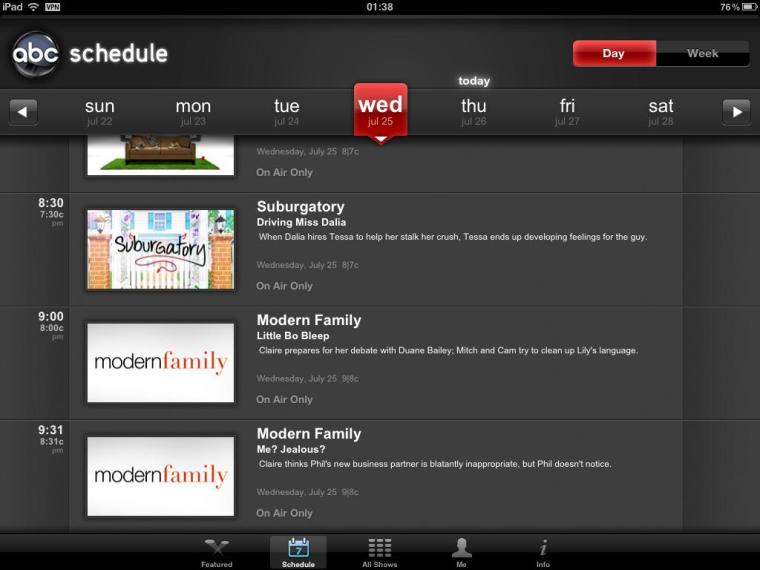 iPad VPN 01:38 76%
abc schedule
Day Week
today
sun mon tue wed thu fri sat
jul 22 jul 23 jul 24 jul 25 jul 26 jul 27 jul 28
Wednesday, July 25 8|7c
On Air Only
8:30
7:30c
pm
Suburgatory
Suburgatory
Driving Miss Dalia
When Dalia hires Tessa to help her stalk her crush, Tessa ends up developing feelings for the guy.
Wednesday, July 25 8|7c
On Air Only
9:00
8:00c
pm
modernfamily
Modern Family
Little Bo Bleep
Claire prepares for her debate with Duane Bailey; Mitch and Cam try to clean up Lily's language.
Wednesday, July 25 9|8c
On Air Only
9:31
8:31c
pm
modernfamily
Modern Family
Me? Jealous?
Claire thinks Phil's new business partner is blatantly inappropriate, but Phil doesn't notice.
Wednesday, July 25 9|8c
On Air Only
7
Featured Schedule All Shows Me Info